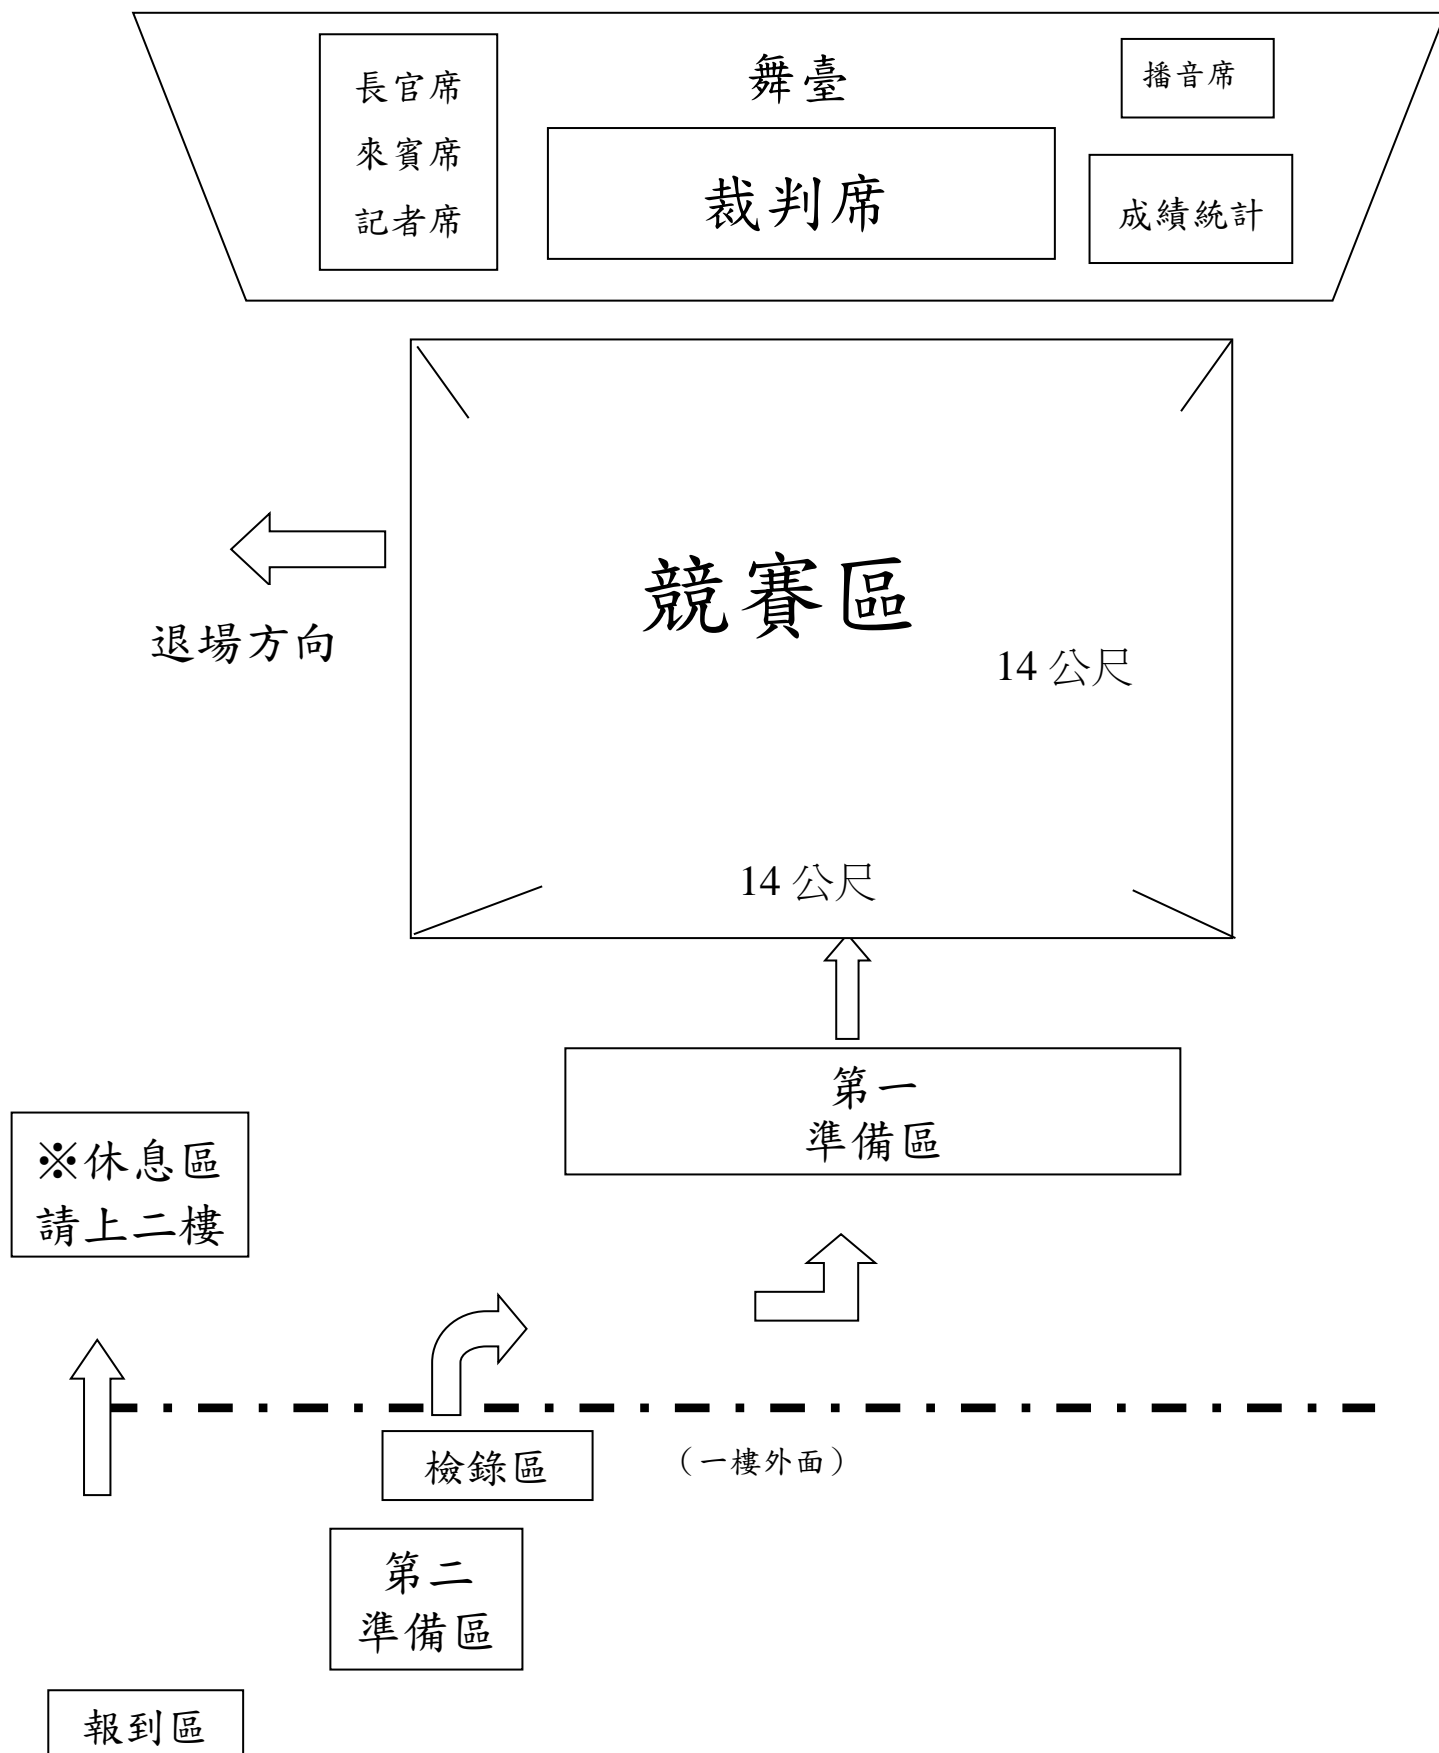 長官席
來賓席
記者席
舞臺
裁判席
播音席
成績統計
競賽區
14 公尺
退場方向
14 公尺
第一
準備區
※休息區
請上二樓
檢錄區
（一樓外面）
第二
準備區
報到區